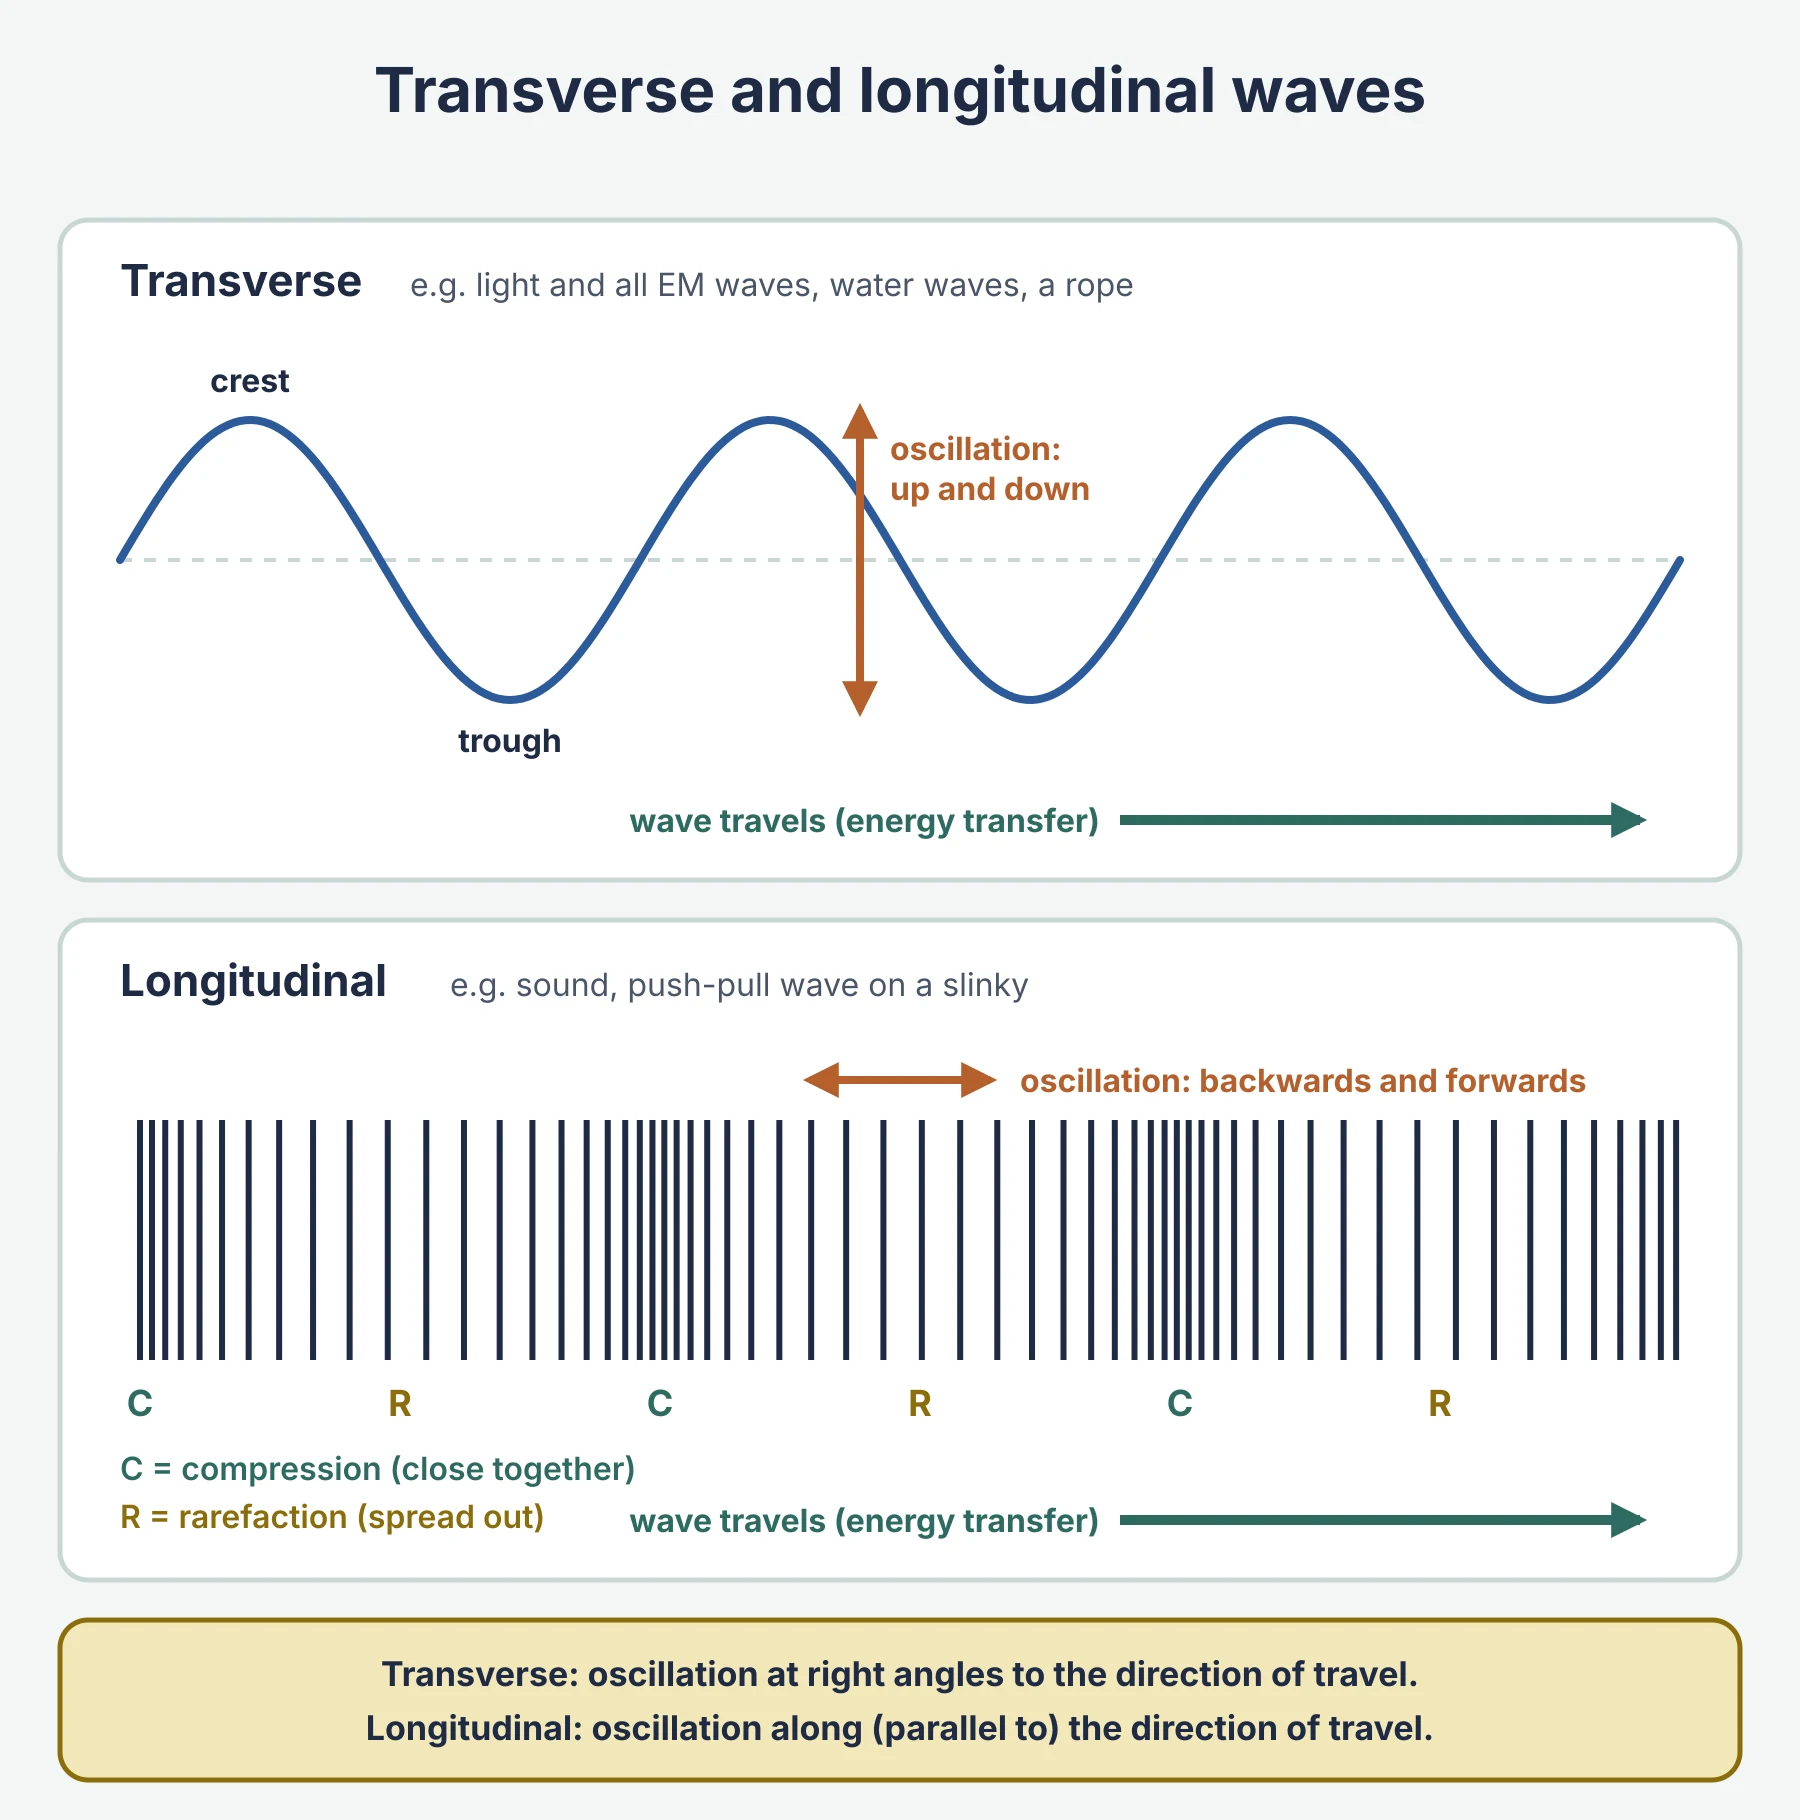 Transverse and longitudinal waves
Transverse e.g. light and all EM waves, water waves, a rope
crest
oscillation:
up and down
trough
wave travels (energy transfer)
Longitudinal e.g. sound, push-pull wave on a slinky
oscillation: backwards and forwards
C R C R C R
C = compression (close together)
R = rarefaction (spread out)
wave travels (energy transfer)
Transverse: oscillation at right angles to the direction of travel.
Longitudinal: oscillation along (parallel to) the direction of travel.